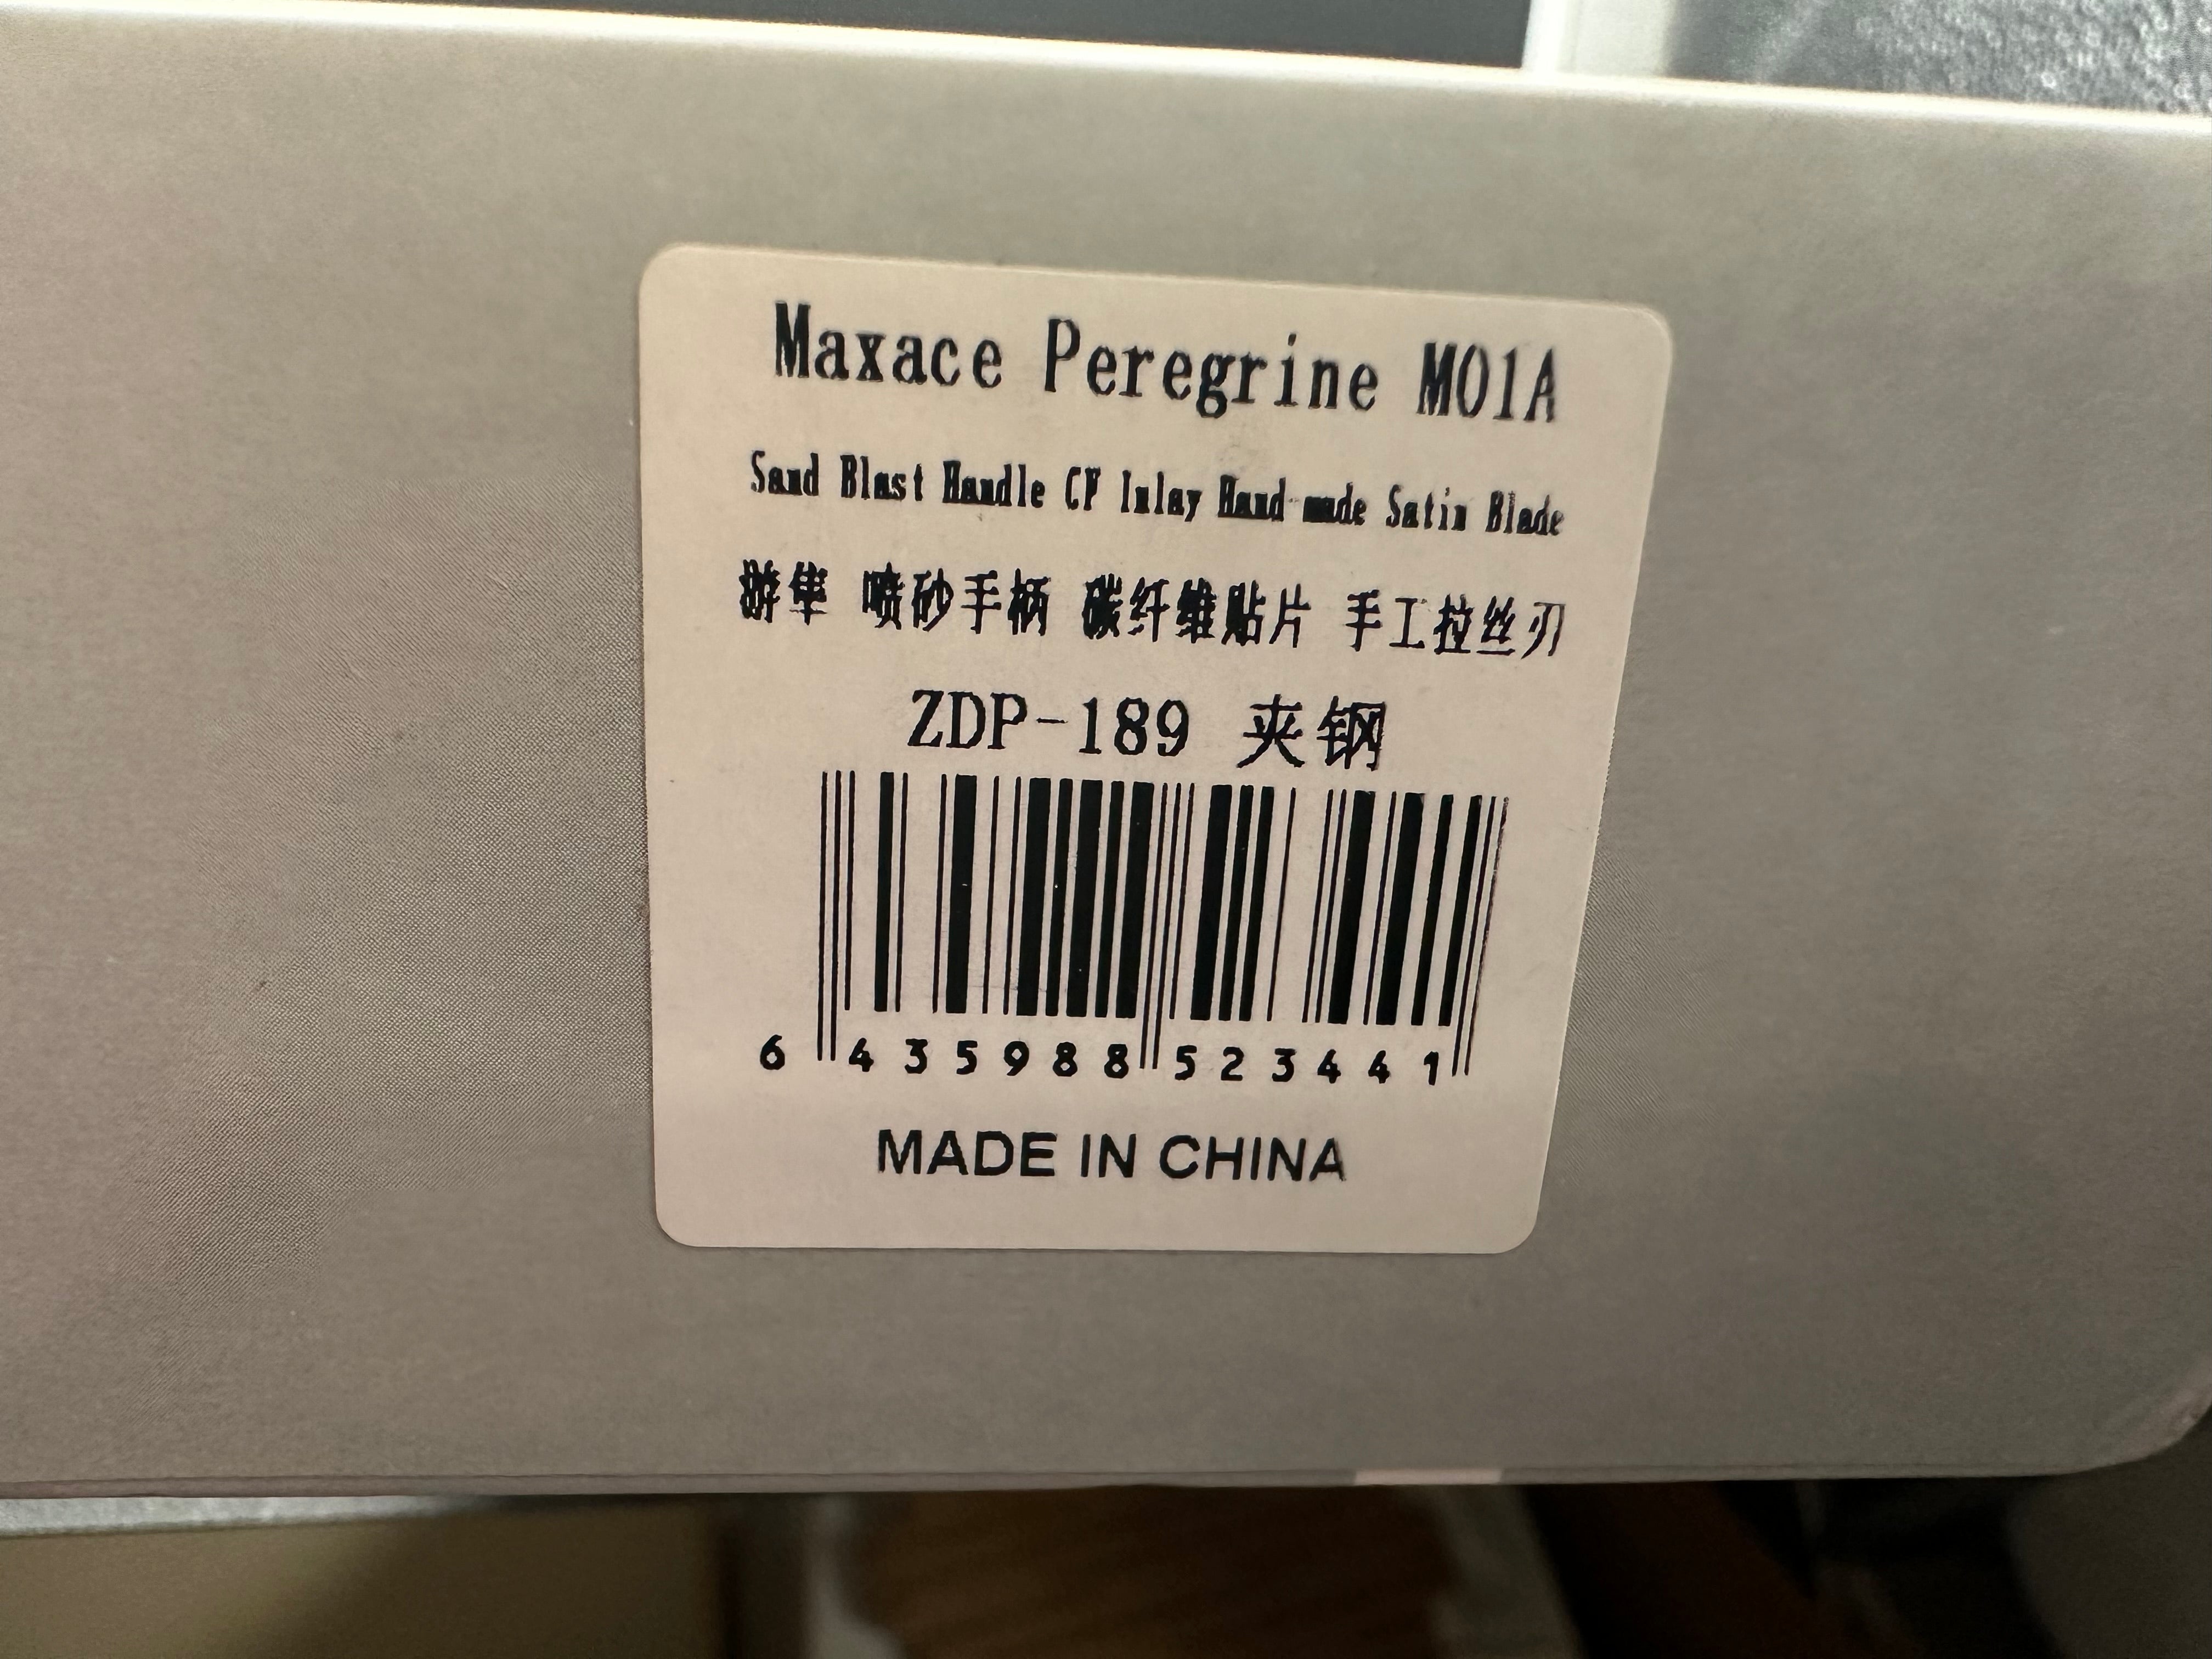 Maxace Peregrine M01A
Sand Blast Handle CF Inlay Hand-made Satin Blade
游隼 喷砂手柄 碳纤维贴片 手工拉丝刃
ZDP-189 夹钢
6 435988 523441
MADE IN CHINA